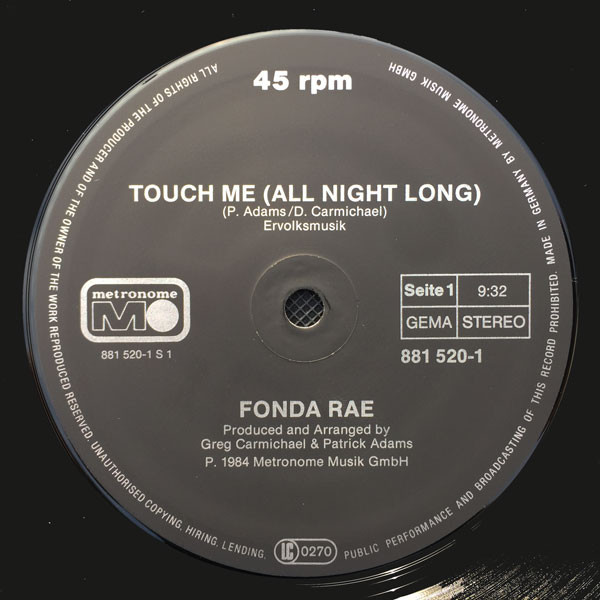 45 rpm
TOUCH ME (ALL NIGHT LONG)
(P. Adams/D. Carmichael)
Ervolksmusik
metronome
M
881 520-1 S 1
Seite 1 9:32
GEMA STEREO
881 520-1
FONDA RAE
Produced and Arranged by
Greg Carmichael & Patrick Adams
P. 1984 Metronome Musik GmbH
ALL RIGHTS OF THE PRODUCER AND OF THE OWNER OF THE WORK REPRODUCED RESERVED. UNAUTHORISED COPYING, HIRING, LENDING, LC 0270 PUBLIC PERFORMANCE AND BROADCASTING OF THIS RECORD PROHIBITED. MADE IN GERMANY BY METRONOME MUSIK GMBH